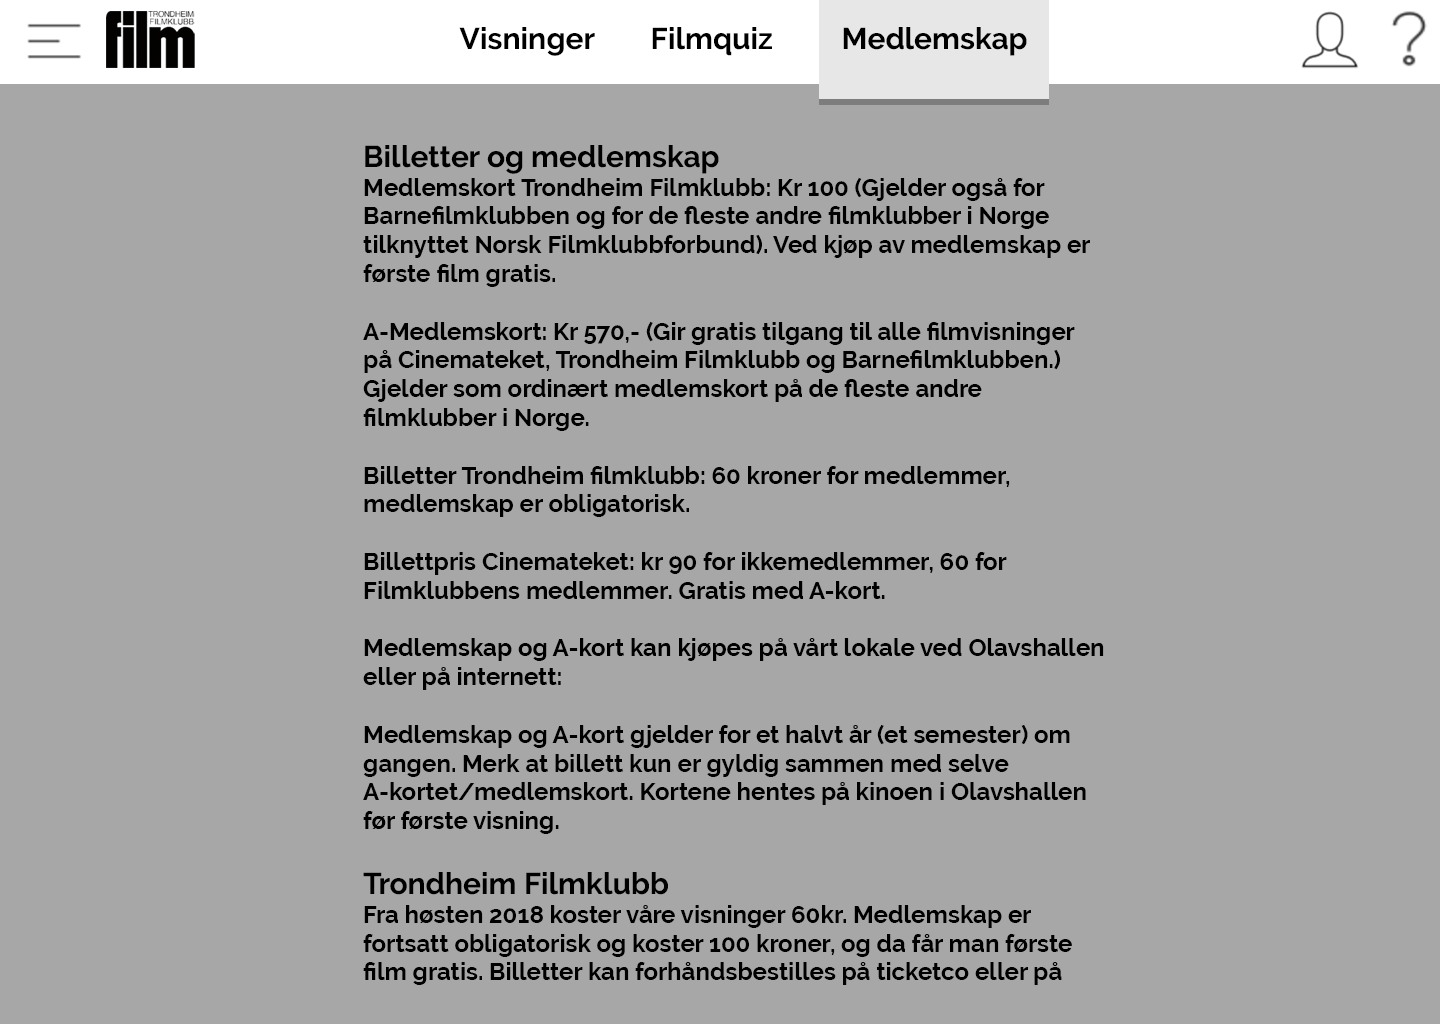 TRONDHEIM
FILMKLUBB
film
Visninger
Filmquiz
Medlemskap
Billetter og medlemskap
Medlemskort Trondheim Filmklubb: Kr 100 (Gjelder også for
Barnefilmklubben og for de fleste andre filmklubber i Norge
tilknyttet Norsk Filmklubbforbund). Ved kjøp av medlemskap er
første film gratis.
A-Medlemskort: Kr 570,- (Gir gratis tilgang til alle filmvisninger
på Cinemateket, Trondheim Filmklubb og Barnefilmklubben.)
Gjelder som ordinært medlemskort på de fleste andre
filmklubber i Norge.
Billetter Trondheim filmklubb: 60 kroner for medlemmer,
medlemskap er obligatorisk.
Billettpris Cinemateket: kr 90 for ikkemedlemmer, 60 for
Filmklubbens medlemmer. Gratis med A-kort.
Medlemskap og A-kort kan kjøpes på vårt lokale ved Olavshallen
eller på internett:
Medlemskap og A-kort gjelder for et halvt år (et semester) om
gangen. Merk at billett kun er gyldig sammen med selve
A-kortet/medlemskort. Kortene hentes på kinoen i Olavshallen
før første visning.
Trondheim Filmklubb
Fra høsten 2018 koster våre visninger 60kr. Medlemskap er
fortsatt obligatorisk og koster 100 kroner, og da får man første
film gratis. Billetter kan forhåndsbestilles på ticketco eller på